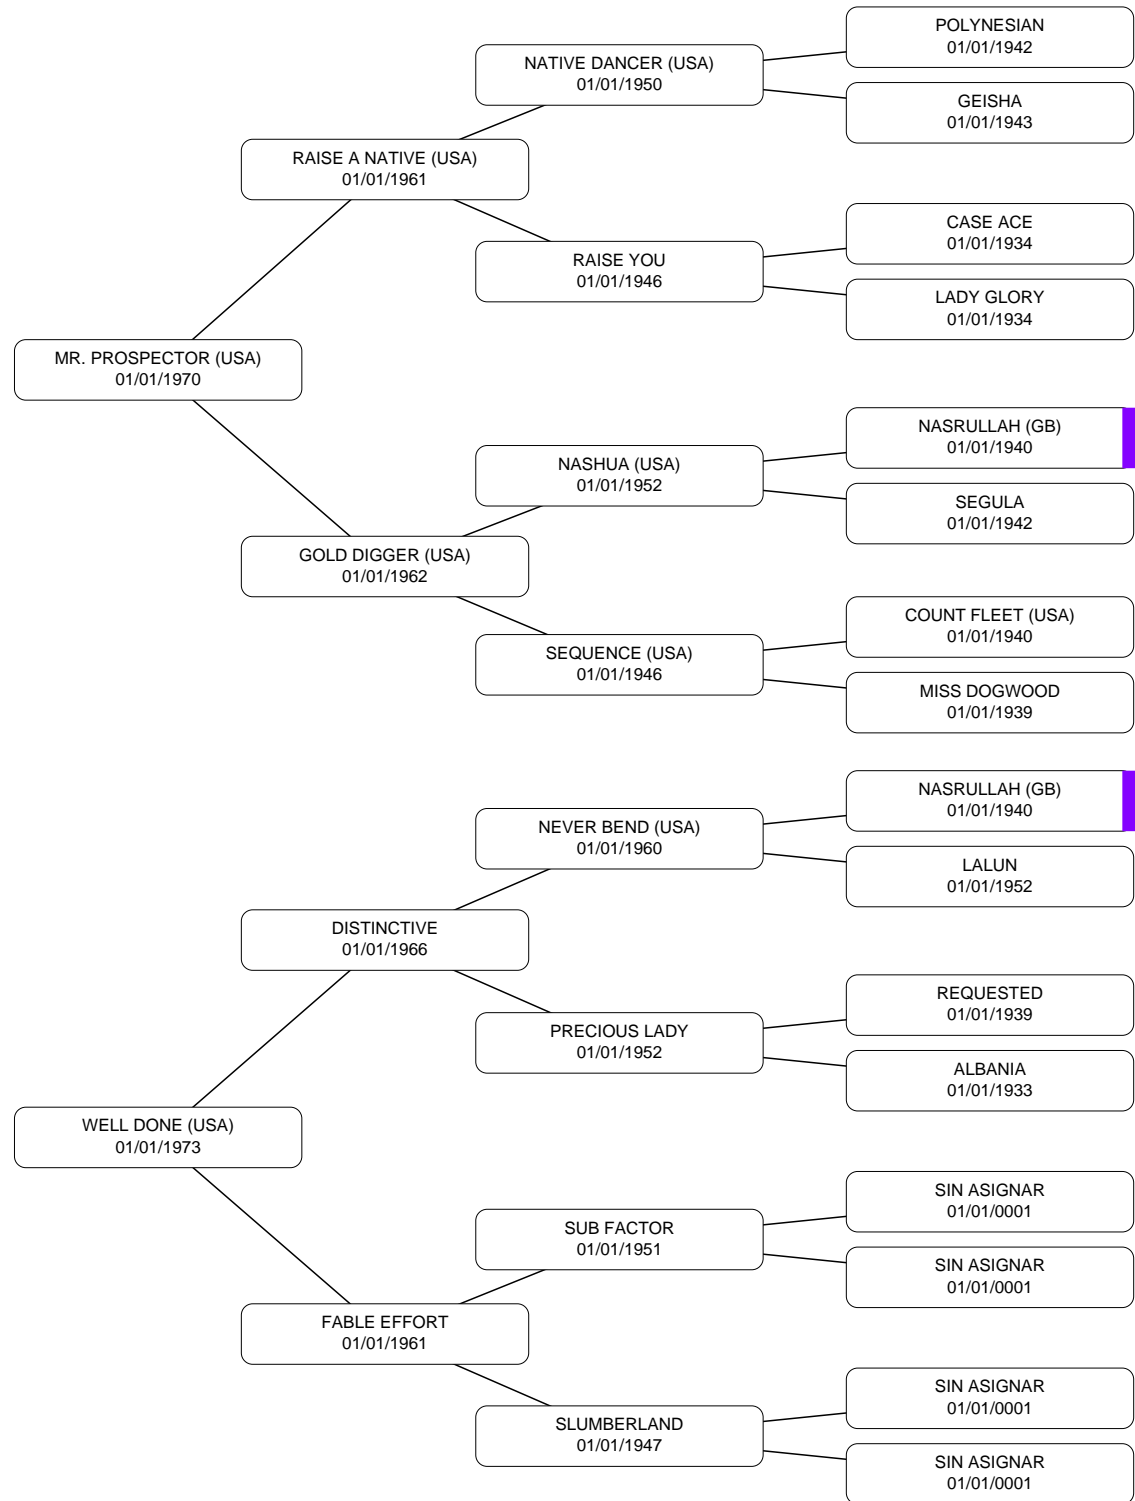 POLYNESIAN
01/01/1942
NATIVE DANCER (USA)
01/01/1950
GEISHA
01/01/1943
RAISE A NATIVE (USA)
01/01/1961
CASE ACE
01/01/1934
RAISE YOU
01/01/1946
LADY GLORY
01/01/1934
MR. PROSPECTOR (USA)
01/01/1970
NASRULLAH (GB)
01/01/1940
NASHUA (USA)
01/01/1952
SEGULA
01/01/1942
GOLD DIGGER (USA)
01/01/1962
COUNT FLEET (USA)
01/01/1940
SEQUENCE (USA)
01/01/1946
MISS DOGWOOD
01/01/1939
NASRULLAH (GB)
01/01/1940
NEVER BEND (USA)
01/01/1960
LALUN
01/01/1952
DISTINCTIVE
01/01/1966
REQUESTED
01/01/1939
PRECIOUS LADY
01/01/1952
ALBANIA
01/01/1933
WELL DONE (USA)
01/01/1973
SIN ASIGNAR
01/01/0001
SUB FACTOR
01/01/1951
SIN ASIGNAR
01/01/0001
FABLE EFFORT
01/01/1961
SIN ASIGNAR
01/01/0001
SLUMBERLAND
01/01/1947
SIN ASIGNAR
01/01/0001